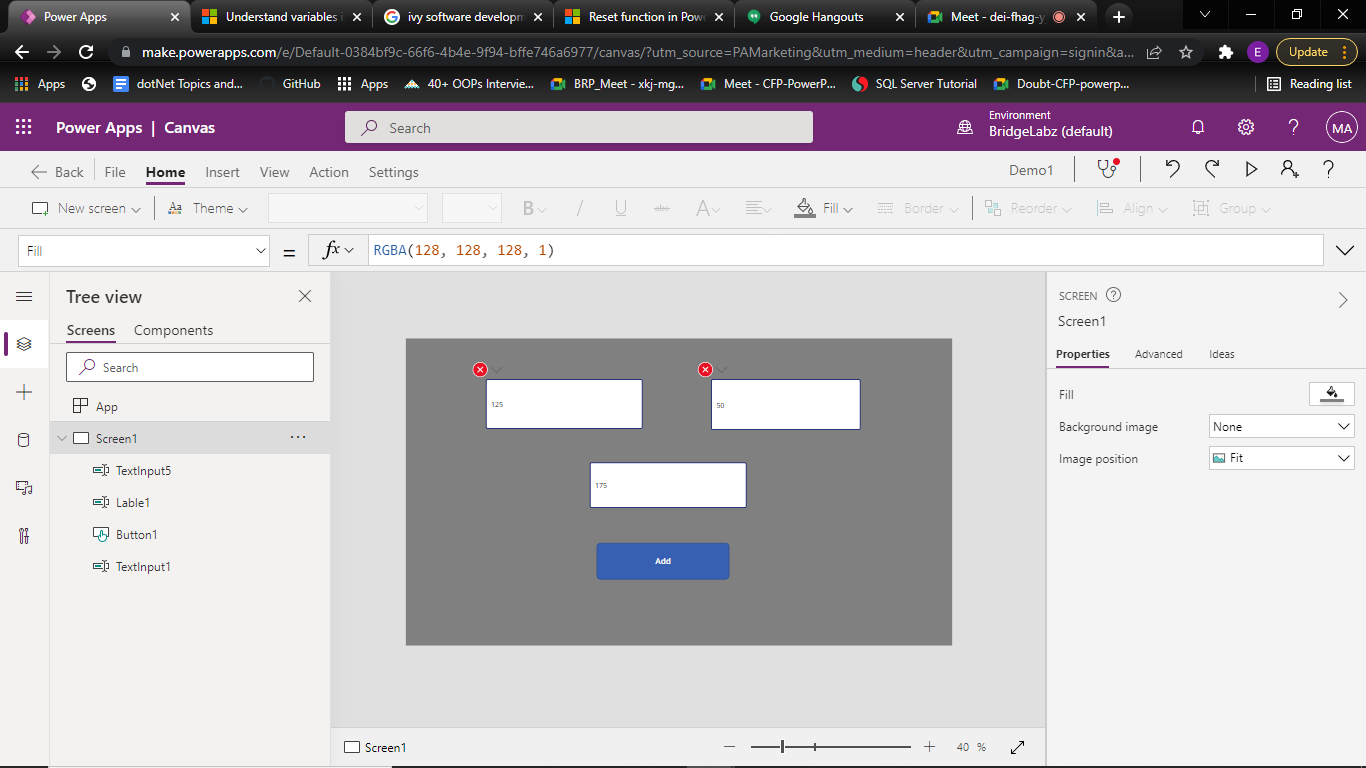 Power Apps
Understand variables i
ivy software developm
Reset function in Powe
Google Hangouts
Meet - dei-fhag-y
make.powerapps.com/e/Default-0384bf9c-66f6-4b4e-9f94-bffe746a6977/canvas/?utm_source=PAMarketing&utm_medium=header&utm_campaign=signin&a...
E
Update
Apps
dotNet Topics and...
GitHub
Apps
40+ OOPs Intervie...
BRP_Meet - xkj-mg...
Meet - CFP-PowerP...
SQL Server Tutorial
Doubt-CFP-powerp...
Reading list
Power Apps | Canvas
Search
Environment
BridgeLabz (default)
MA
Back
File
Home
Insert
View
Action
Settings
Demo1
New screen
Theme
B
/
U
abc
A
Fill
Border
Reorder
Align
Group
Fill
=
fx
RGBA(128, 128, 128, 1)
Tree view
Screens
Components
Search
App
Screen1
TextInput5
Lable1
Button1
TextInput1
125
50
175
Add
SCREEN
Screen1
Properties
Advanced
Ideas
Fill
Background image
None
Image position
Fit
Screen1
40 %